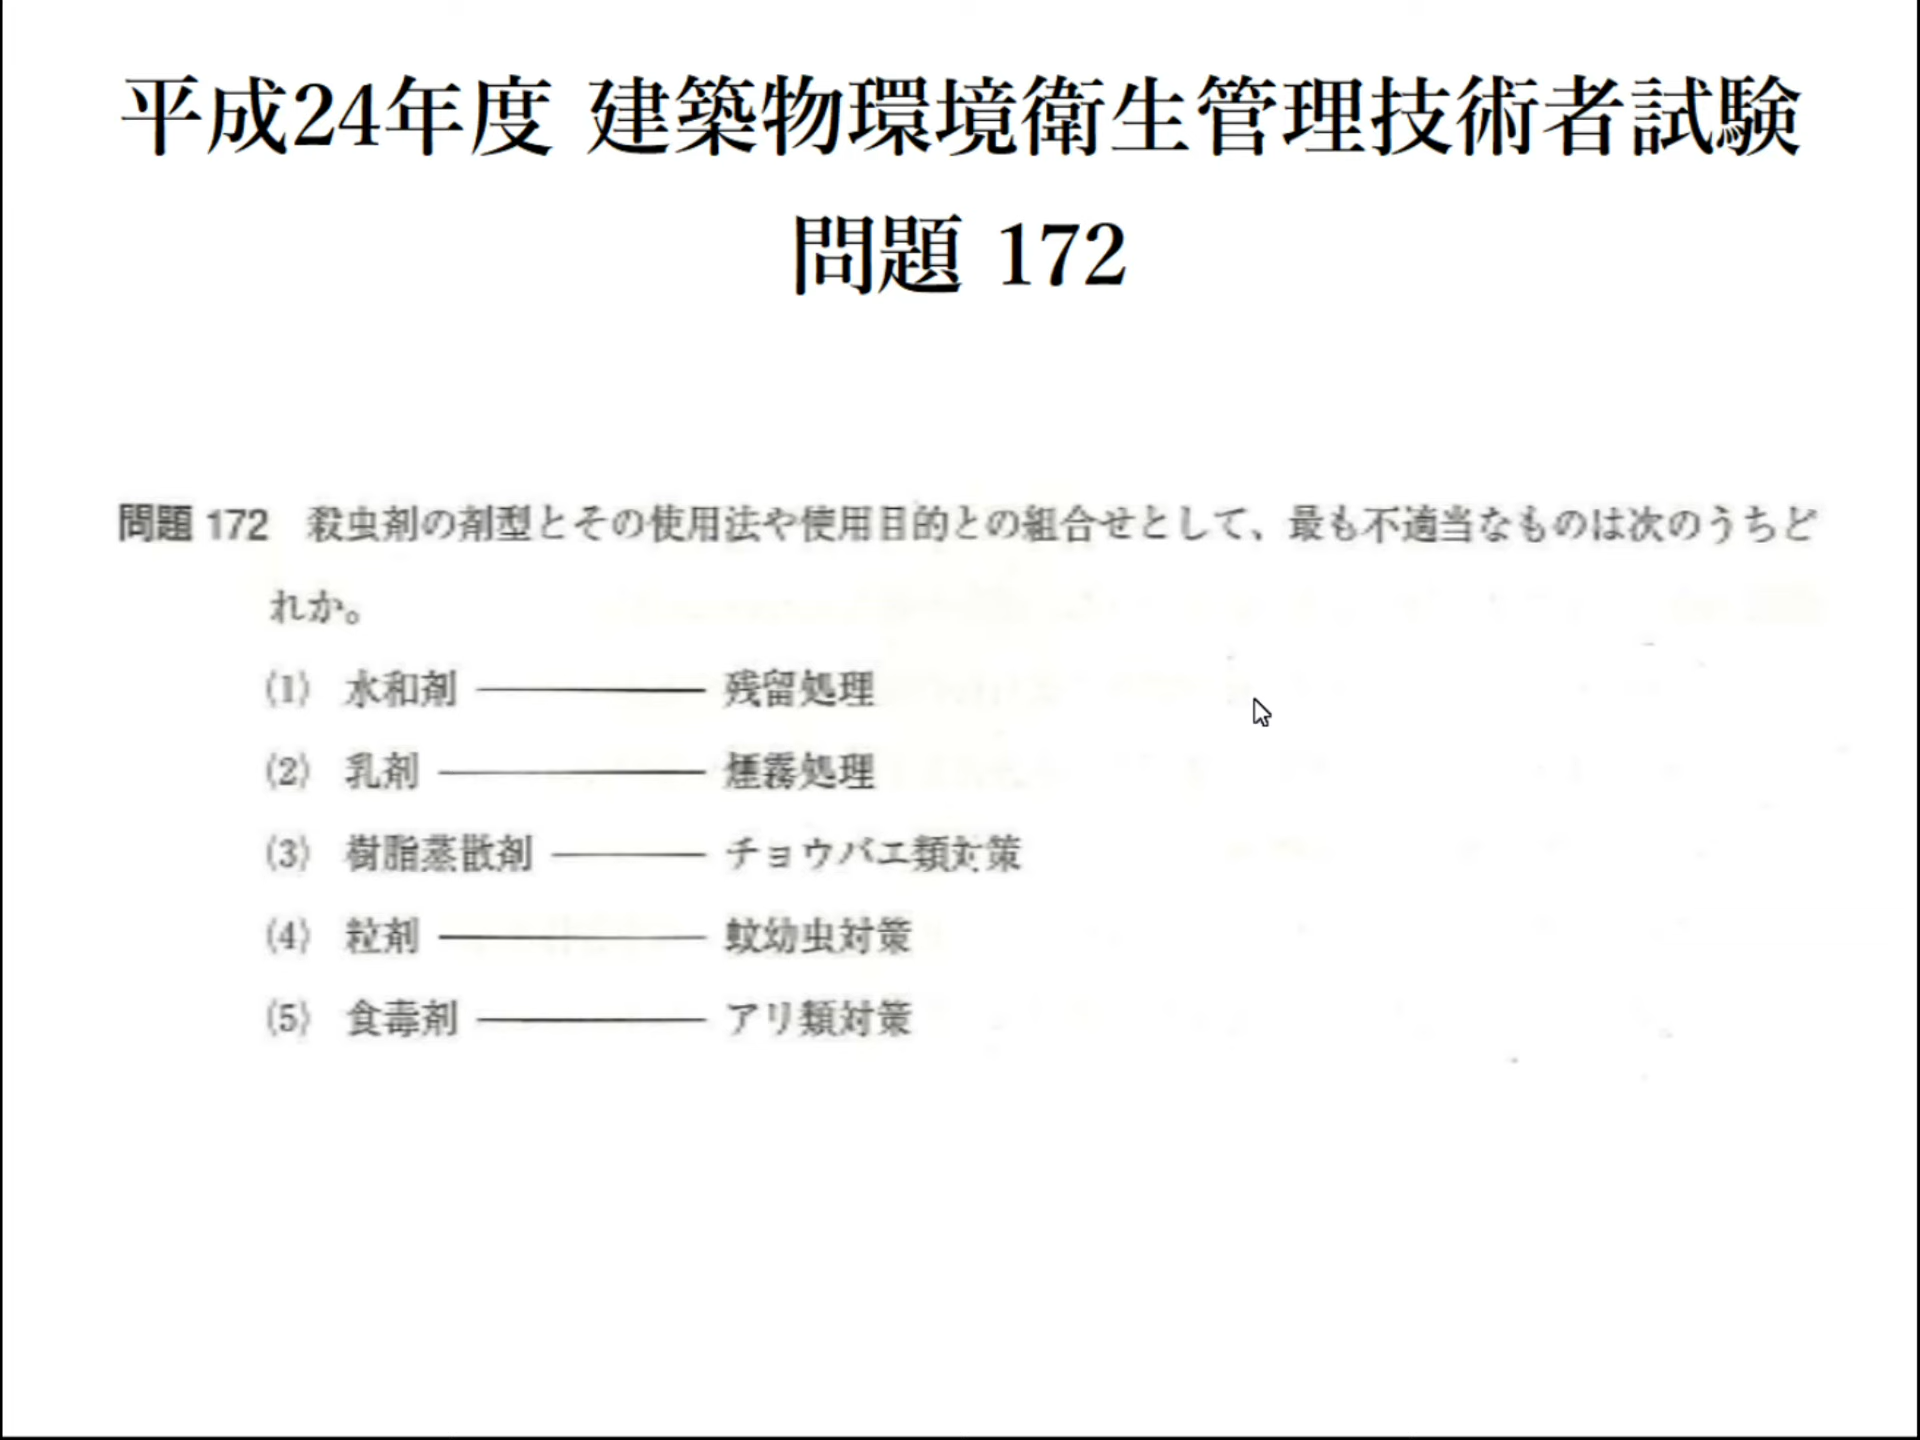 平成24年度 建築物環境衛生管理技術者試験
問題 172
問題 172 殺虫剤の剤型とその使用法や使用目的との組合せとして、最も不適当なものは次のうちど
れか。
(1) 水和剤 ―――― 残留処理
(2) 乳剤 ―――― 煙霧処理
(3) 樹脂蒸散剤 ―――― チョウバエ類対策
(4) 粒剤 ―――― 蚊幼虫対策
(5) 食毒剤 ―――― アリ類対策